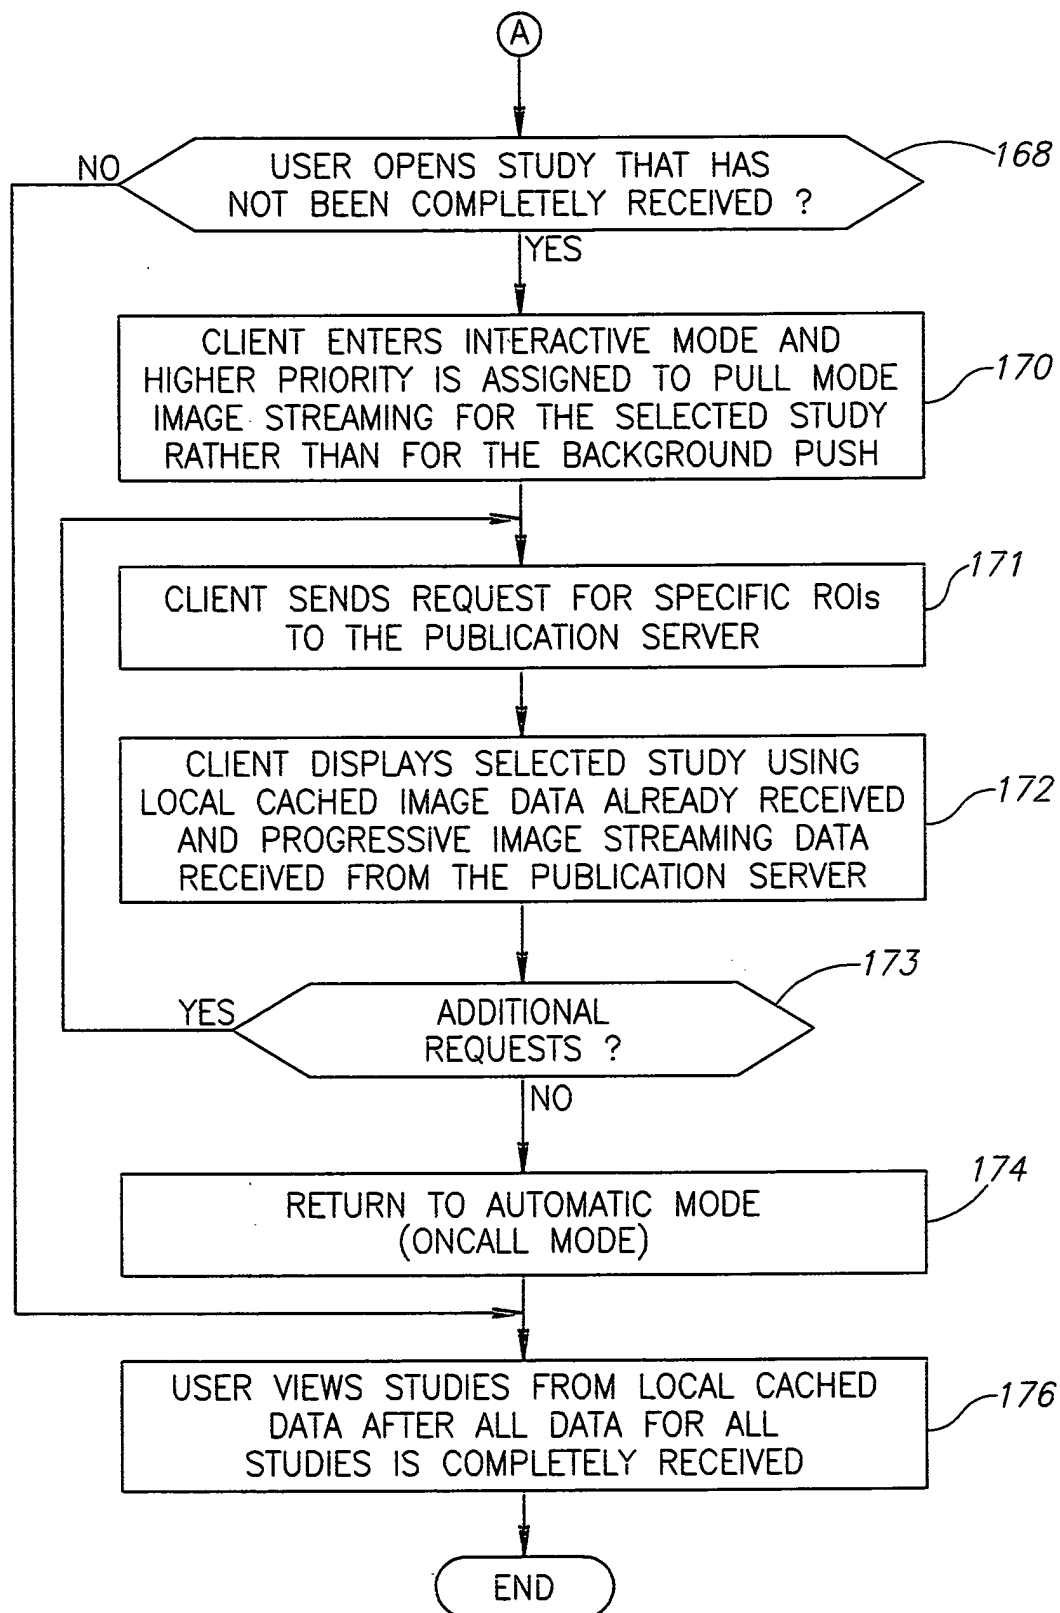 A
NO
USER OPENS STUDY THAT HAS
NOT BEEN COMPLETELY RECEIVED ?
168
YES
CLIENT ENTERS INTERACTIVE MODE AND
HIGHER PRIORITY IS ASSIGNED TO PULL MODE
IMAGE STREAMING FOR THE SELECTED STUDY
RATHER THAN FOR THE BACKGROUND PUSH
170
CLIENT SENDS REQUEST FOR SPECIFIC ROIs
TO THE PUBLICATION SERVER
171
CLIENT DISPLAYS SELECTED STUDY USING
LOCAL CACHED IMAGE DATA ALREADY RECEIVED
AND PROGRESSIVE IMAGE STREAMING DATA
RECEIVED FROM THE PUBLICATION SERVER
172
YES
ADDITIONAL
REQUESTS ?
173
NO
RETURN TO AUTOMATIC MODE
(ONCALL MODE)
174
USER VIEWS STUDIES FROM LOCAL CACHED
DATA AFTER ALL DATA FOR ALL
STUDIES IS COMPLETELY RECEIVED
176
END